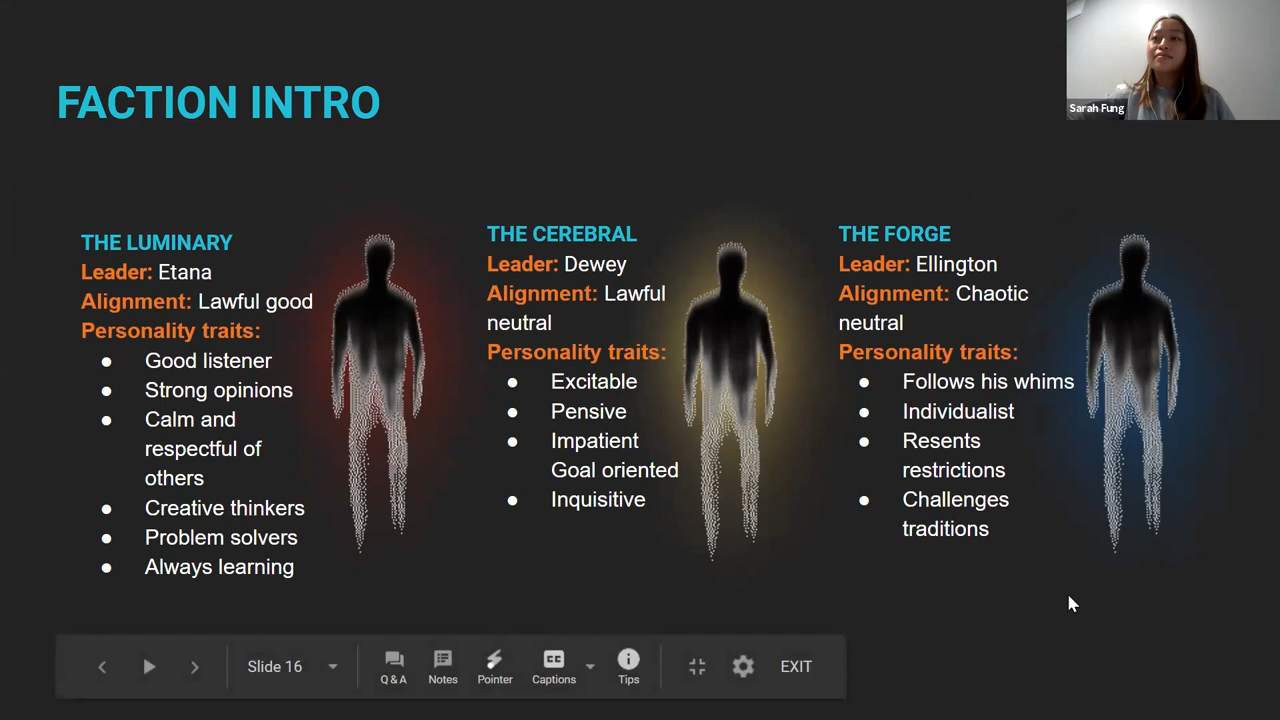 Sarah Fung
FACTION INTRO
THE LUMINARY
Leader: Etana
Alignment: Lawful good
Personality traits:
● Good listener
● Strong opinions
● Calm and
respectful of
others
● Creative thinkers
● Problem solvers
● Always learning
THE CEREBRAL
Leader: Dewey
Alignment: Lawful
neutral
Personality traits:
● Excitable
● Pensive
● Impatient
Goal oriented
● Inquisitive
THE FORGE
Leader: Ellington
Alignment: Chaotic
neutral
Personality traits:
● Follows his whims
● Individualist
● Resents
restrictions
● Challenges
traditions
Slide 16
Q & A
Notes
Pointer
CC
Captions
Tips
EXIT